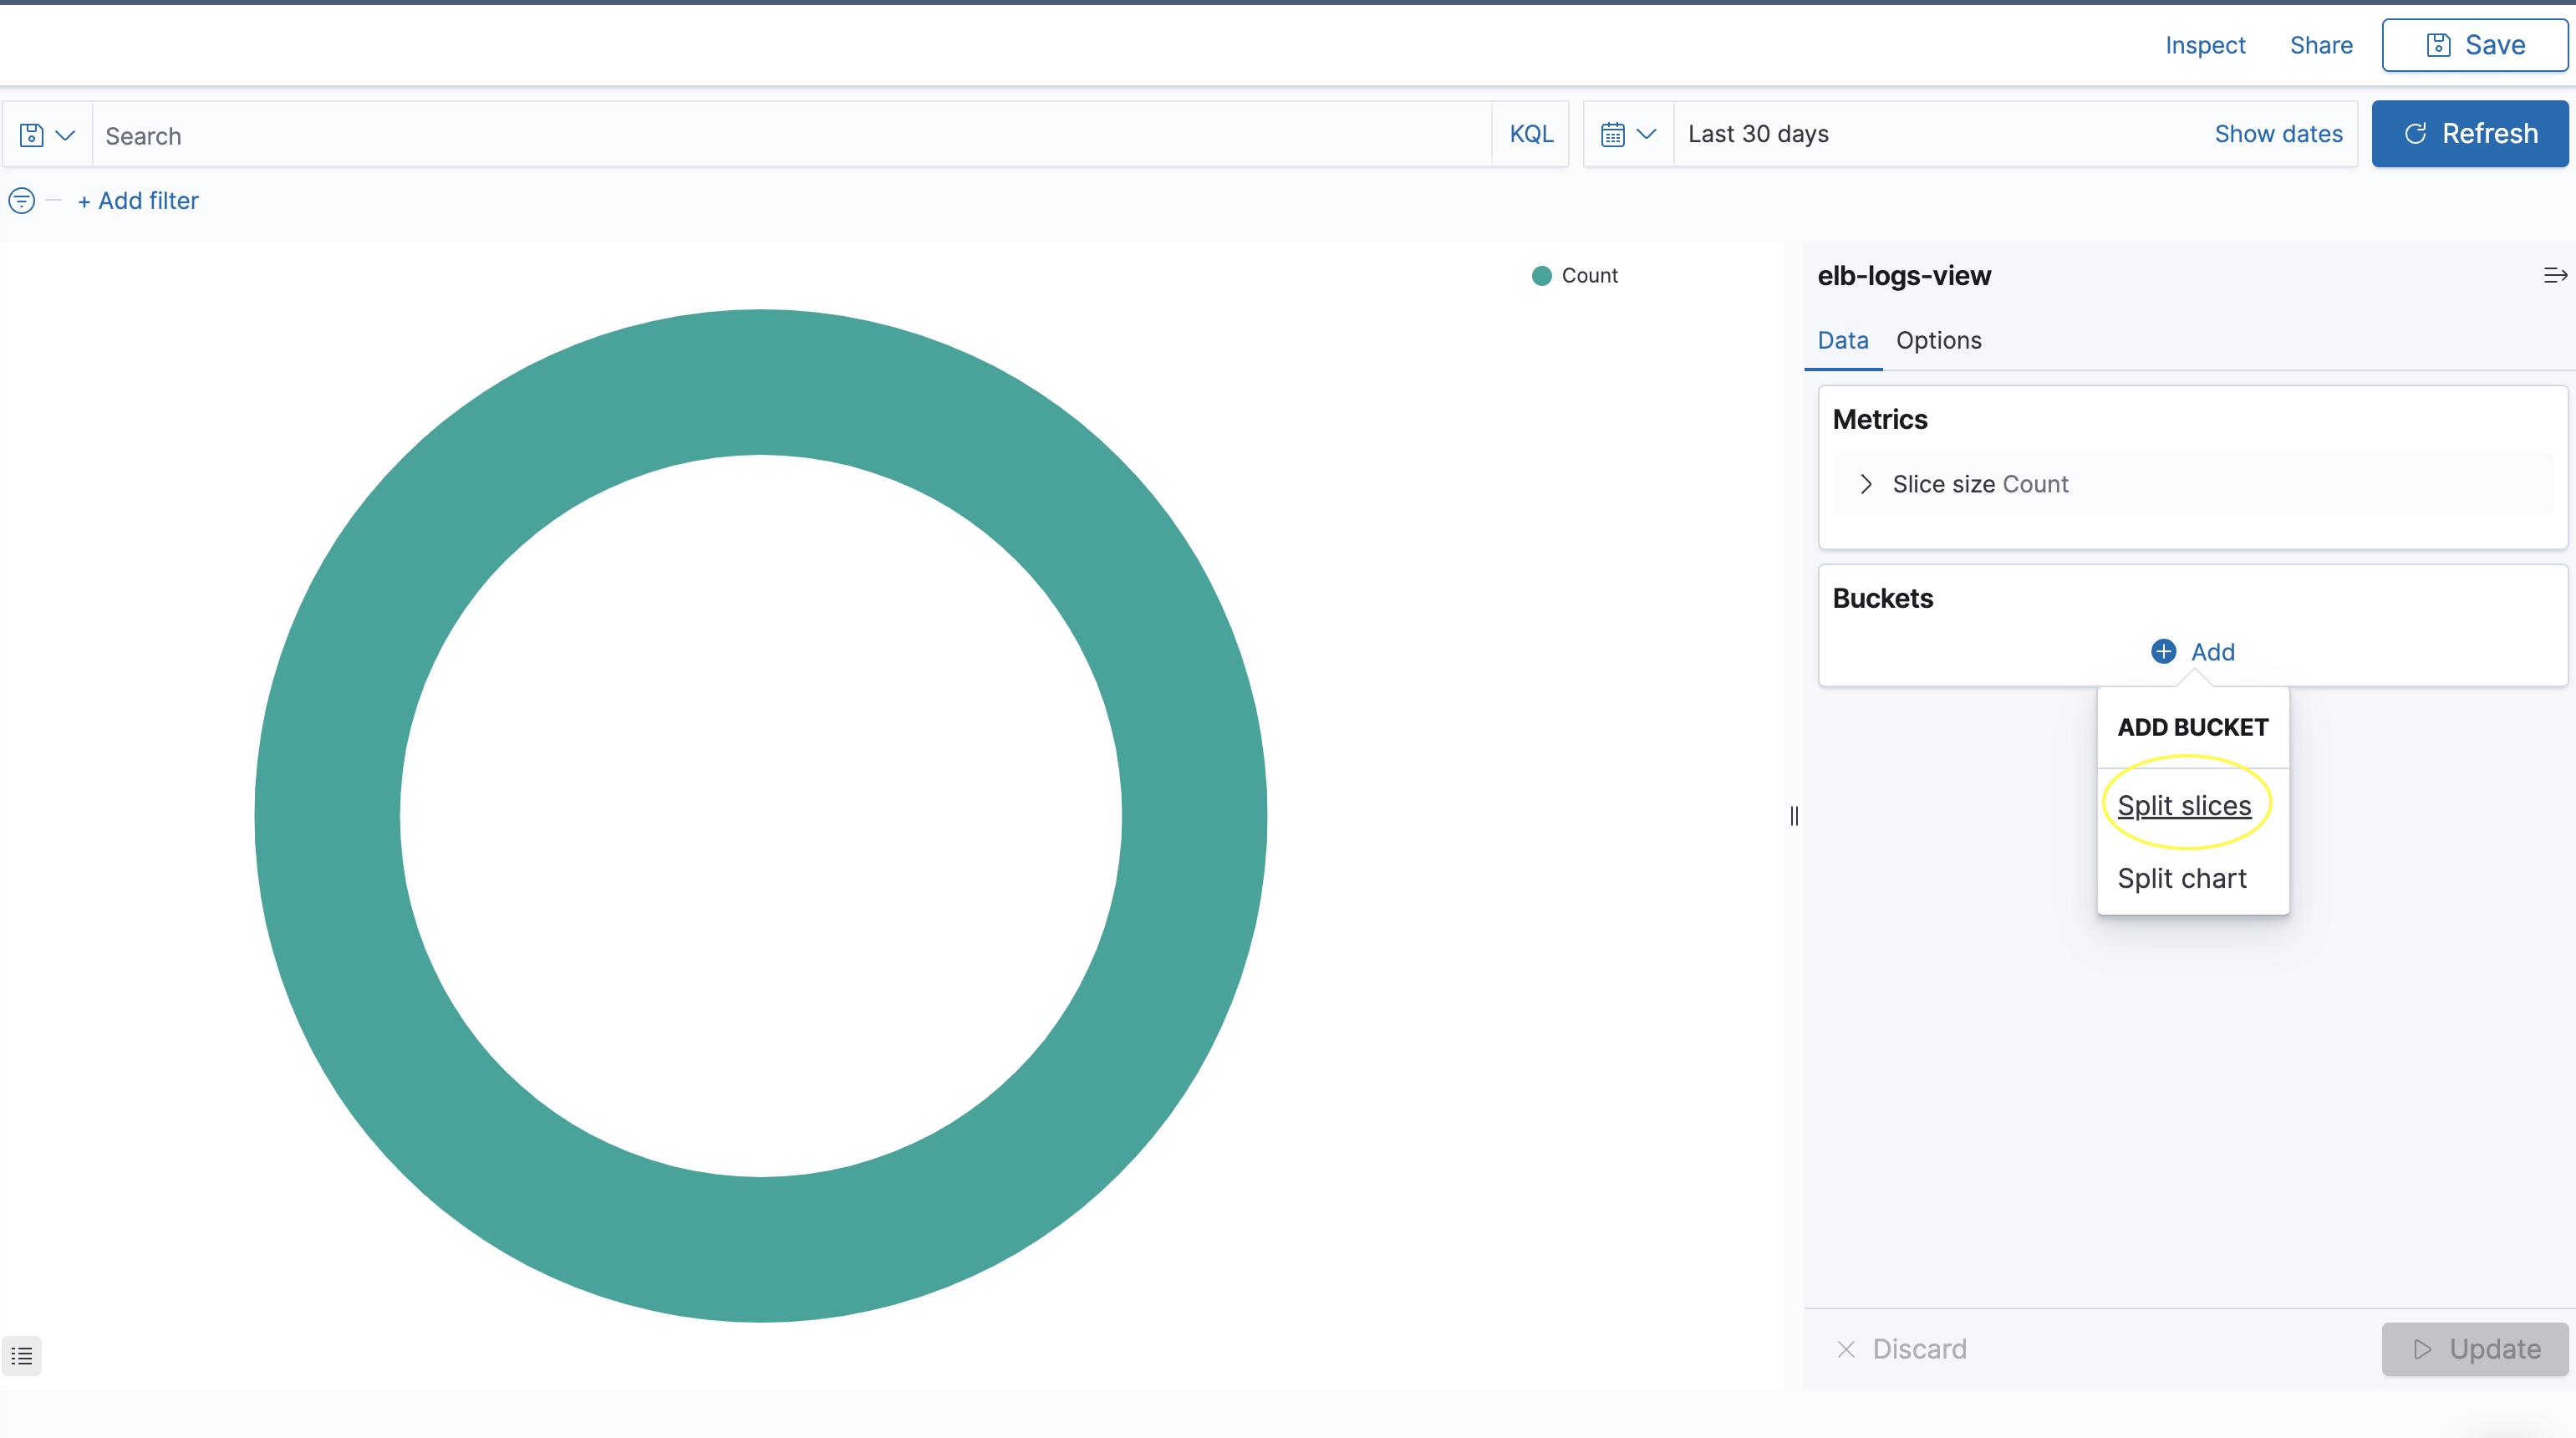 Inspect Share Save
Search KQL Last 30 days Show dates Refresh
+ Add filter
Count
elb-logs-view
Data Options
Metrics
Slice size Count
Buckets
Add
ADD BUCKET
Split slices
Split chart
Discard Update